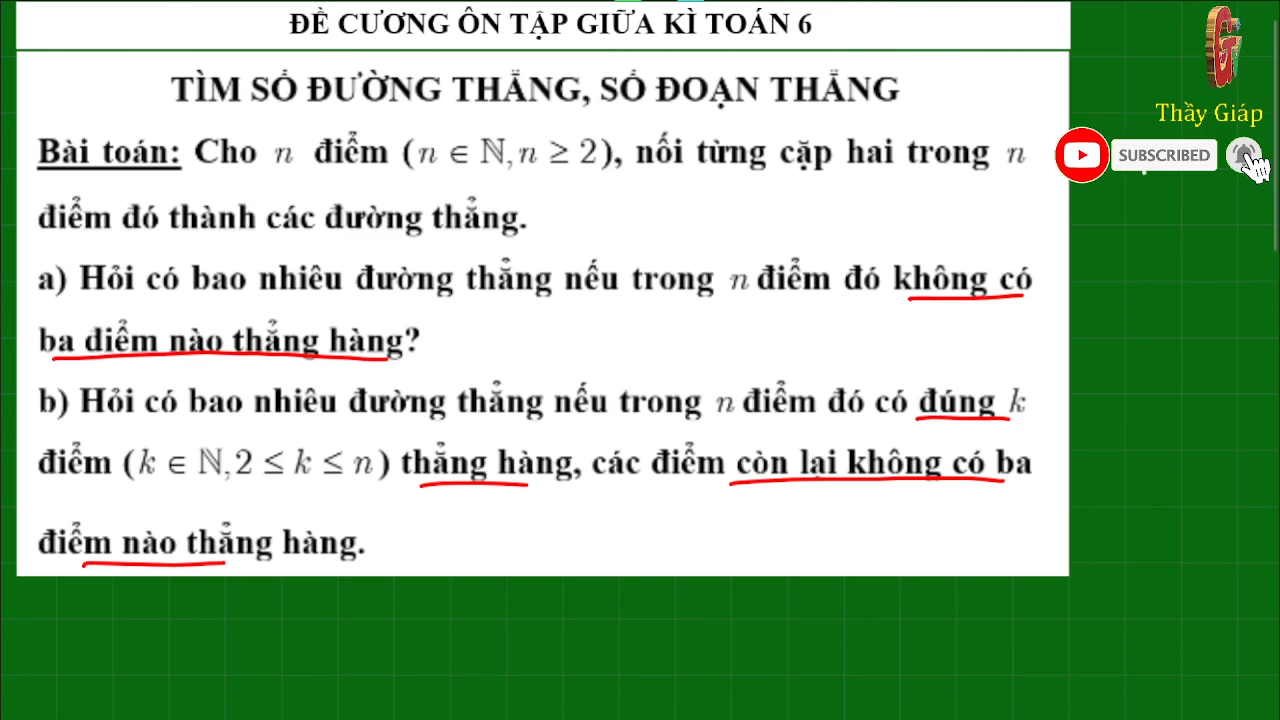 ĐỀ CƯƠNG ÔN TẬP GIỮA KÌ TOÁN 6
TÌM SỐ ĐƯỜNG THẲNG, SỐ ĐOẠN THẲNG
Bài toán: Cho n điểm (n ∈ ℕ, n ≥ 2), nối từng cặp hai trong n
điểm đó thành các đường thẳng.
a) Hỏi có bao nhiêu đường thẳng nếu trong n điểm đó không có
ba điểm nào thẳng hàng?
b) Hỏi có bao nhiêu đường thẳng nếu trong n điểm đó có đúng k
điểm (k ∈ ℕ, 2 ≤ k ≤ n) thẳng hàng, các điểm còn lại không có ba
điểm nào thẳng hàng.
Thầy Giáp
SUBSCRIBED